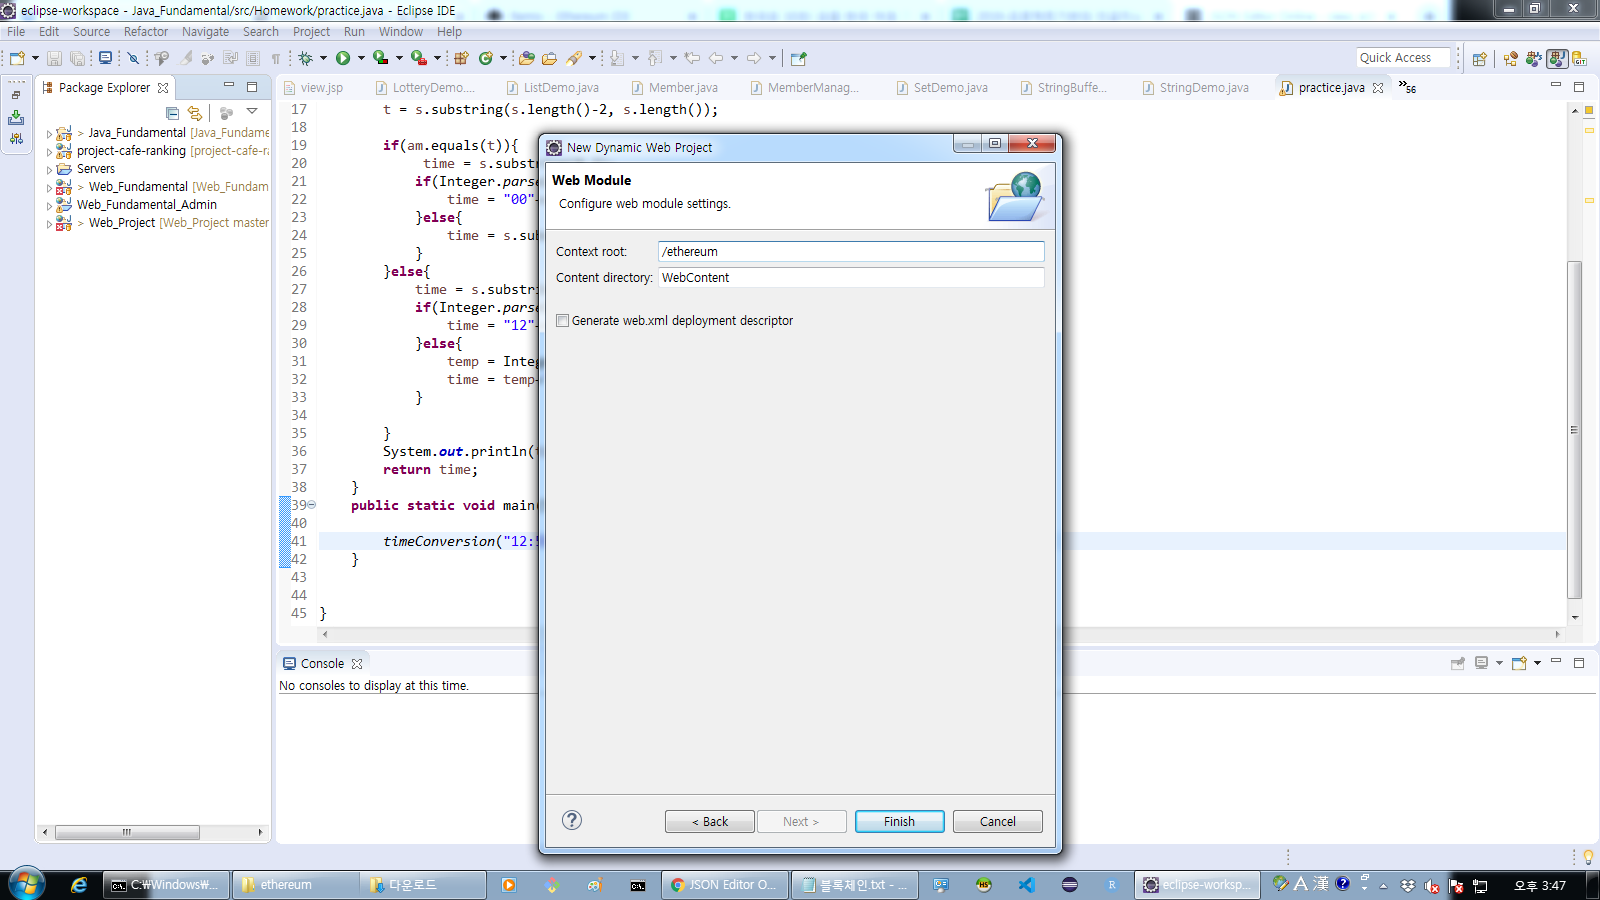 eclipse-workspace - Java_Fundamental/src/Homework/practice.java - Eclipse IDE
File Edit Source Refactor Navigate Search Project Run Window Help
Quick Access
Package Explorer
> Java_Fundamental [Java_Fundame
project-cafe-ranking [project-cafe-r
Servers
> Web_Fundamental [Web_Fundam
Web_Fundamental_Admin
> Web_Project [Web_Project master
view.jsp LotteryDemo.... ListDemo.java Member.java MemberManag... SetDemo.java StringBuffe... StringDemo.java practice.java »56
17 t = s.substring(s.length()-2, s.length());
18
19 if(am.equals(t)){
20 time = s.substr
21 if(Integer.parse
22 time = "00"
23 }else{
24 time = s.sub
25 }
26 }else{
27 time = s.substri
28 if(Integer.parse
29 time = "12"
30 }else{
31 temp = Integ
32 time = temp
33 }
34
35 }
36 System.out.println(
37 return time;
38 }
39 public static void main
40
41 timeConversion("12:
42 }
43
44
45 }
New Dynamic Web Project
Web Module
Configure web module settings.
Context root: /ethereum
Content directory: WebContent
Generate web.xml deployment descriptor
? < Back Next > Finish Cancel
Console
No consoles to display at this time.
C:₩Windows₩... ethereum 다운로드 JSON Editor O... 블록체인.txt - ... eclipse-worksp... A 漢 오후 3:47